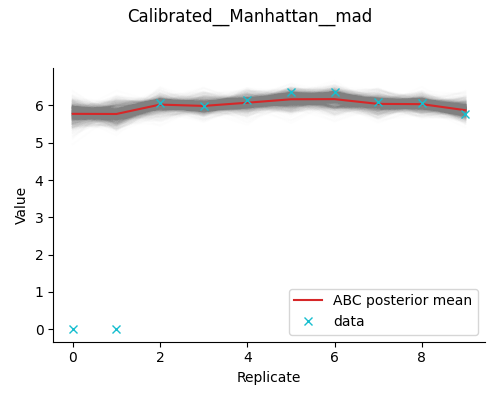 Calibrated__Manhattan__mad
6
5
4
3
2
1
0
Value
0
2
4
6
8
Replicate
ABC posterior mean
data